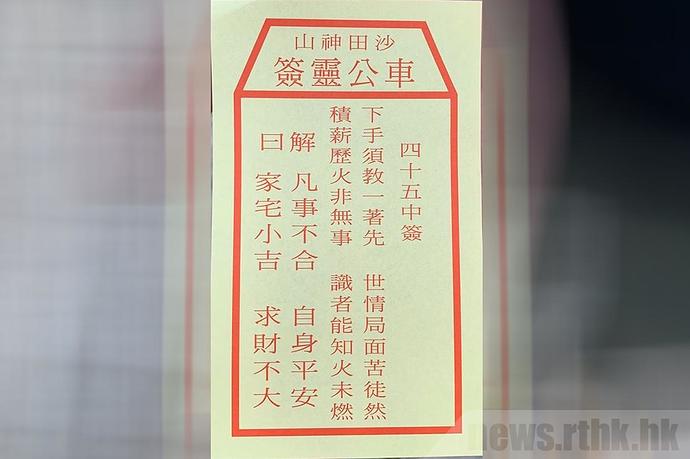 沙田神山
車公靈簽
四十五中簽
下手須教一著先 世情局面苦徒然
積薪歷火非無事 識者能知火未燃
解 凡事不合 自身平安
曰 家宅小吉 求財不大
news.rthk.hk